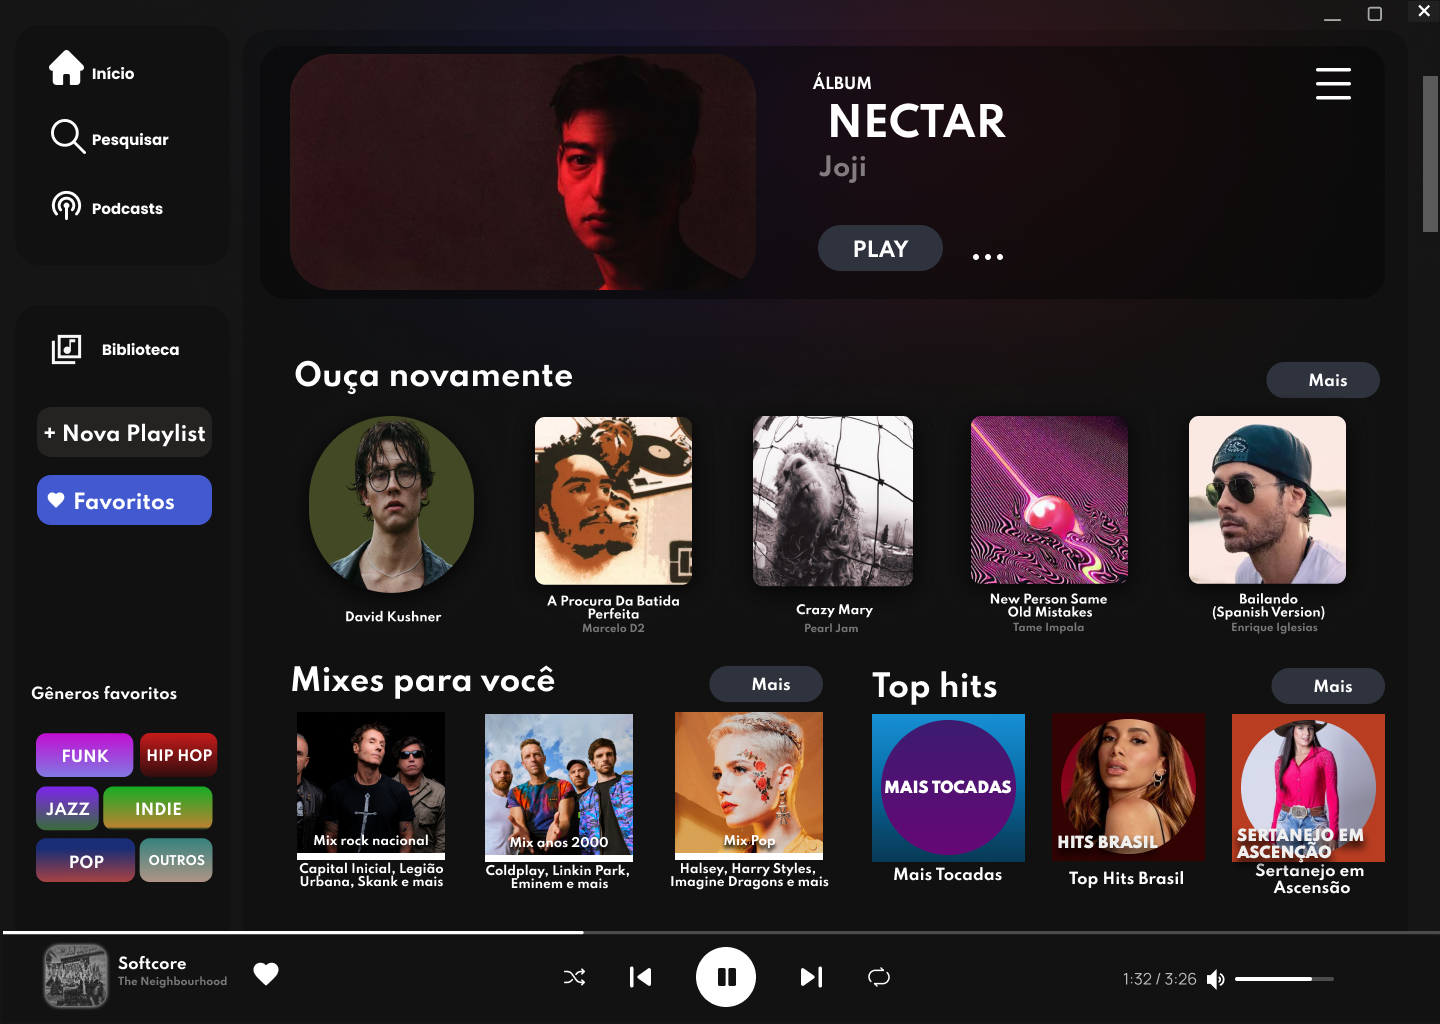 Início
Pesquisar
Podcasts
Biblioteca
+ Nova Playlist
Favoritos
Gêneros favoritos
FUNK
HIP HOP
JAZZ
INDIE
POP
OUTROS
ÁLBUM
NECTAR
Joji
PLAY
...
Ouça novamente
Mais
David Kushner
A Procura Da Batida
Perfeita
Marcelo D2
Crazy Mary
Pearl Jam
New Person Same
Old Mistakes
Tame Impala
Bailando
(Spanish Version)
Enrique Iglesias
Mixes para você
Mais
Mix rock nacional
Capital Inicial, Legião
Urbana, Skank e mais
Mix anos 2000
Coldplay, Linkin Park,
Eminem e mais
Mix Pop
Halsey, Harry Styles,
Imagine Dragons e mais
Top hits
Mais
MAIS TOCADAS
Mais Tocadas
HITS BRASIL
Top Hits Brasil
SERTANEJO EM
ASCENÇÃO
Sertanejo em
Ascensão
Softcore
The Neighbourhood
1:32 / 3:26